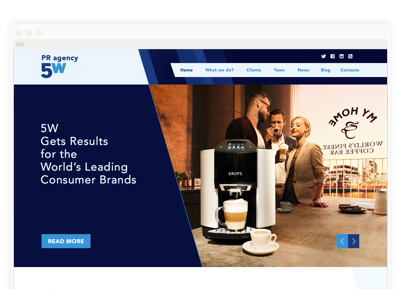 5W
PR agency
5W
Home What we do? Clients Team News Blog Contacts
5W
Gets Results
for the
World's Leading
Consumer Brands
READ MORE
KRUPS
MY HOME
WORLD'S FINEST
COFFEE BAR